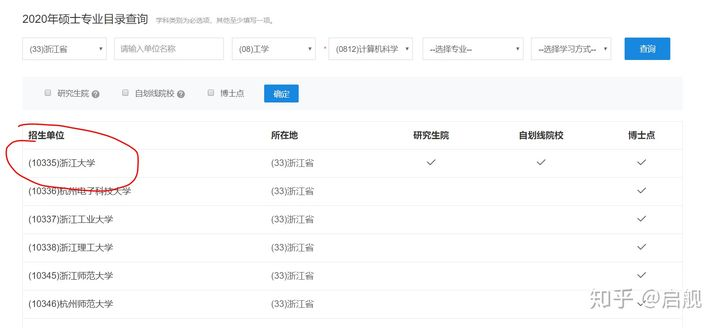 2020年硕士专业目录查询 学科类别为必选项，其他至少填写一项。
(33)浙江省 请输入单位名称 (08)工学 * (0812)计算机科学 --选择专业-- --选择学习方式-- 查询
研究生院 ? 自划线院校 ? 博士点 确定
招生单位 所在地 研究生院 自划线院校 博士点
(10335)浙江大学 (33)浙江省
(10336)杭州电子科技大学 (33)浙江省
(10337)浙江工业大学 (33)浙江省
(10338)浙江理工大学 (33)浙江省
(10345)浙江师范大学 (33)浙江省
(10346)杭州师范大学 (33)浙江省
知乎 @启舰